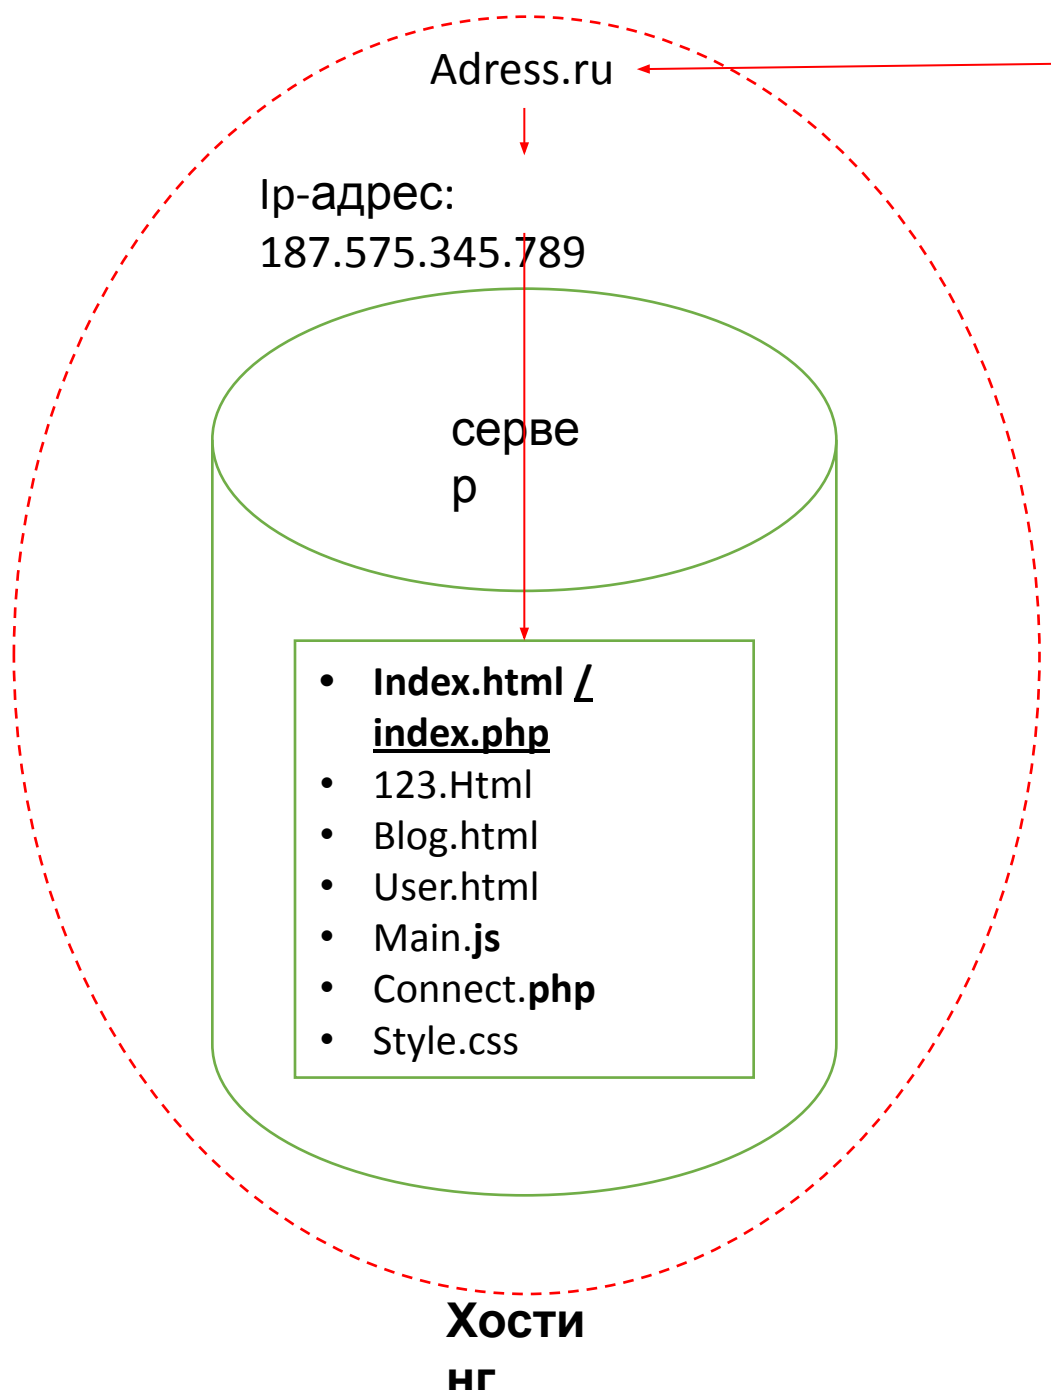 Adress.ru
Ip-адрес:
187.575.345.789
серве
р
• Index.html /
index.php
• 123.Html
• Blog.html
• User.html
• Main.js
• Connect.php
• Style.css
Хости
нг